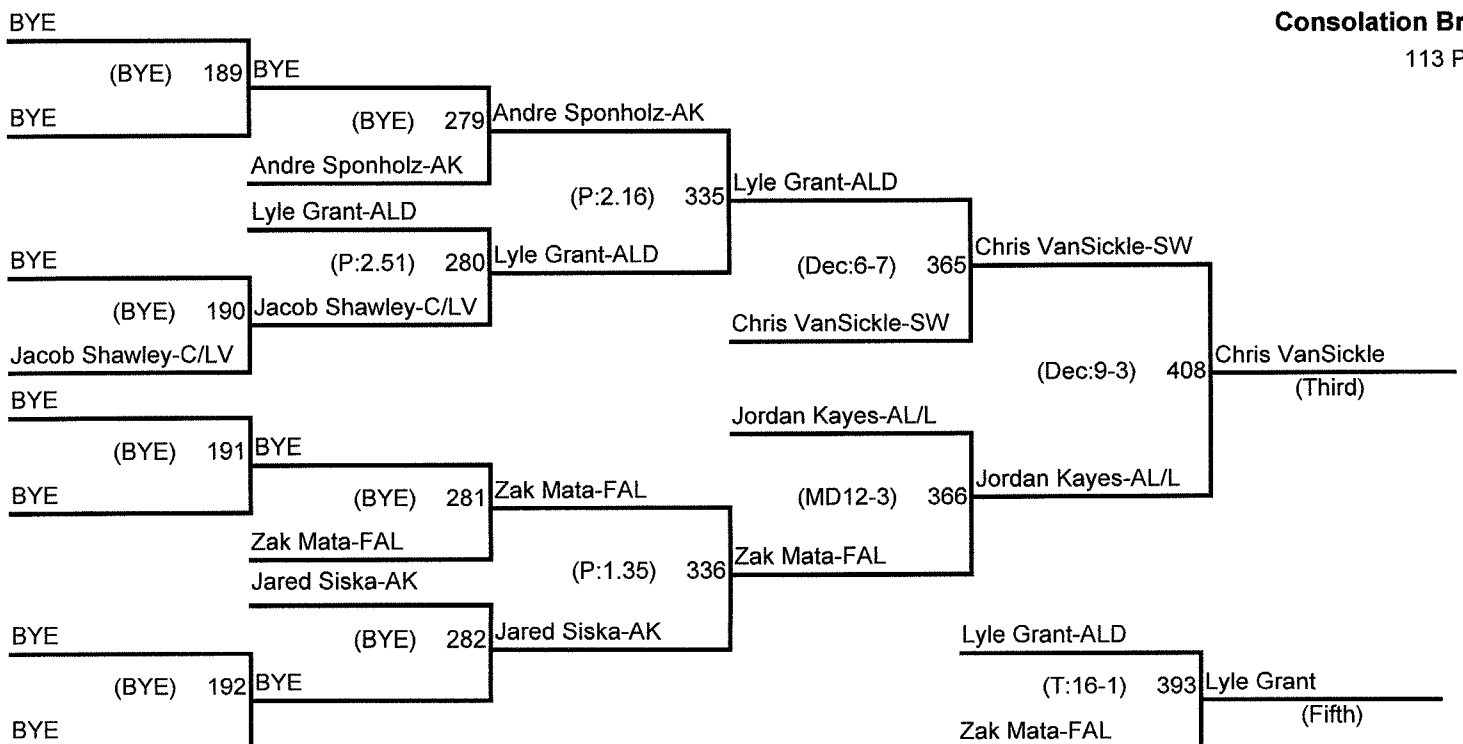 BYE
Consolation Br
113 P
(BYE) 189 BYE
BYE
(BYE) 279 Andre Sponholz-AK
Andre Sponholz-AK
(P:2.16) 335 Lyle Grant-ALD
Lyle Grant-ALD
BYE
(P:2.51) 280 Lyle Grant-ALD
Chris VanSickle-SW
(Dec:6-7) 365
(BYE) 190 Jacob Shawley-C/LV
Chris VanSickle-SW
Jacob Shawley-C/LV
Chris VanSickle
(Dec:9-3) 408
(Third)
BYE
Jordan Kayes-AL/L
(BYE) 191 BYE
(BYE) 281 Zak Mata-FAL
Jordan Kayes-AL/L
(MD12-3) 366
BYE
Zak Mata-FAL
(P:1.35) 336 Zak Mata-FAL
Jared Siska-AK
BYE
(BYE) 282 Jared Siska-AK
Lyle Grant-ALD
(BYE) 192 BYE
(T:16-1) 393 Lyle Grant
(Fifth)
BYE
Zak Mata-FAL